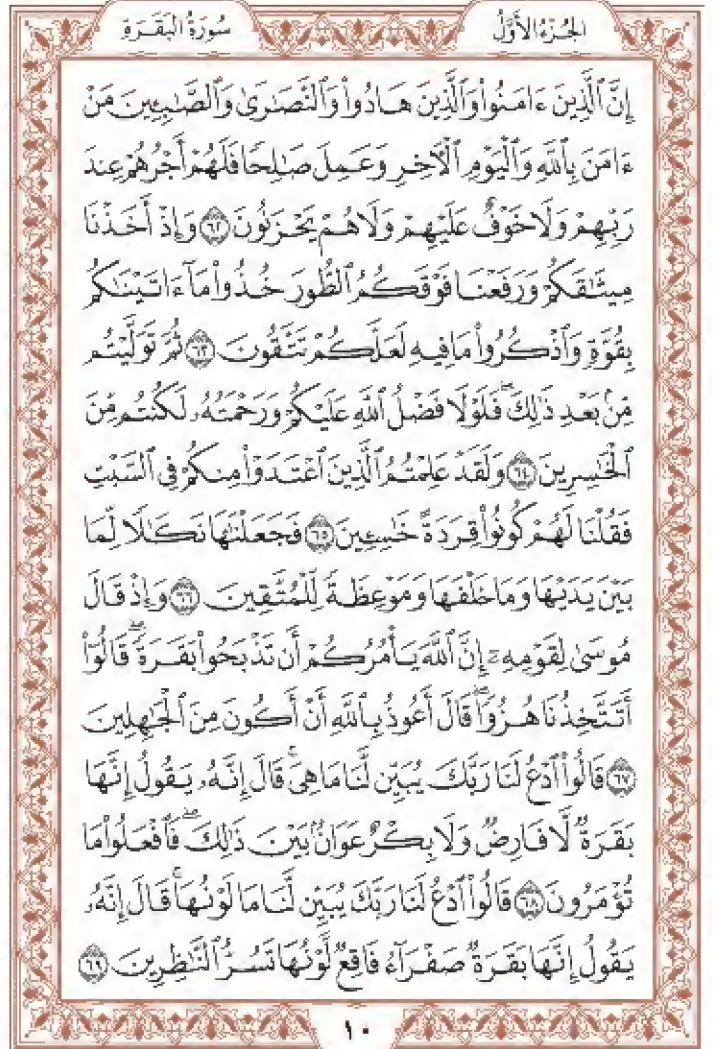 الجُزْءُ الأَوَّلُ
سُورَةُ البَقَرَةِ
إِنَّ ٱلَّذِينَ ءَامَنُوا۟ وَٱلَّذِينَ هَادُوا۟ وَٱلنَّصَٰرَىٰ وَٱلصَّٰبِـِٔينَ مَنْ
ءَامَنَ بِٱللَّهِ وَٱلْيَوْمِ ٱلْءَاخِرِ وَعَمِلَ صَٰلِحًا فَلَهُمْ أَجْرُهُمْ عِندَ
رَبِّهِمْ وَلَا خَوْفٌ عَلَيْهِمْ وَلَا هُمْ يَحْزَنُونَ ٦٢ وَإِذْ أَخَذْنَا
مِيثَٰقَكُمْ وَرَفَعْنَا فَوْقَكُمُ ٱلطُّورَ خُذُوا۟ مَآ ءَاتَيْنَٰكُم
بِقُوَّةٍ وَٱذْكُرُوا۟ مَا فِيهِ لَعَلَّكُمْ تَتَّقُونَ ٦٣ ثُمَّ تَوَلَّيْتُم
مِّنۢ بَعْدِ ذَٰلِكَ ۖ فَلَوْلَا فَضْلُ ٱللَّهِ عَلَيْكُمْ وَرَحْمَتُهُۥ لَكُنتُم مِّنَ
ٱلْخَٰسِرِينَ ٦٤ وَلَقَدْ عَلِمْتُمُ ٱلَّذِينَ ٱعْتَدَوْا۟ مِنكُمْ فِى ٱلسَّبْتِ
فَقُلْنَا لَهُمْ كُونُوا۟ قِرَدَةً خَٰسِـِٔينَ ٦٥ فَجَعَلْنَٰهَا نَكَٰلًا لِّمَا
بَيْنَ يَدَيْهَا وَمَا خَلْفَهَا وَمَوْعِظَةً لِّلْمُتَّقِينَ ٦٦ وَإِذْ قَالَ
مُوسَىٰ لِقَوْمِهِۦٓ إِنَّ ٱللَّهَ يَأْمُرُكُمْ أَن تَذْبَحُوا۟ بَقَرَةً ۖ قَالُوٓا۟
أَتَتَّخِذُنَا هُزُوًا ۖ قَالَ أَعُوذُ بِٱللَّهِ أَنْ أَكُونَ مِنَ ٱلْجَٰهِلِينَ
٦٧ قَالُوا۟ ٱدْعُ لَنَا رَبَّكَ يُبَيِّن لَّنَا مَا هِىَ ۚ قَالَ إِنَّهُۥ يَقُولُ إِنَّهَا
بَقَرَةٌ لَّا فَارِضٌ وَلَا بِكْرٌ عَوَانٌۢ بَيْنَ ذَٰلِكَ ۖ فَٱفْعَلُوا۟ مَا
تُؤْمَرُونَ ٦٨ قَالُوا۟ ٱدْعُ لَنَا رَبَّكَ يُبَيِّن لَّنَا مَا لَوْنُهَا ۚ قَالَ إِنَّهُۥ
يَقُولُ إِنَّهَا بَقَرَةٌ صَفْرَآءُ فَاقِعٌ لَّوْنُهَا تَسُرُّ ٱلنَّٰظِرِينَ ٦٩
١٠